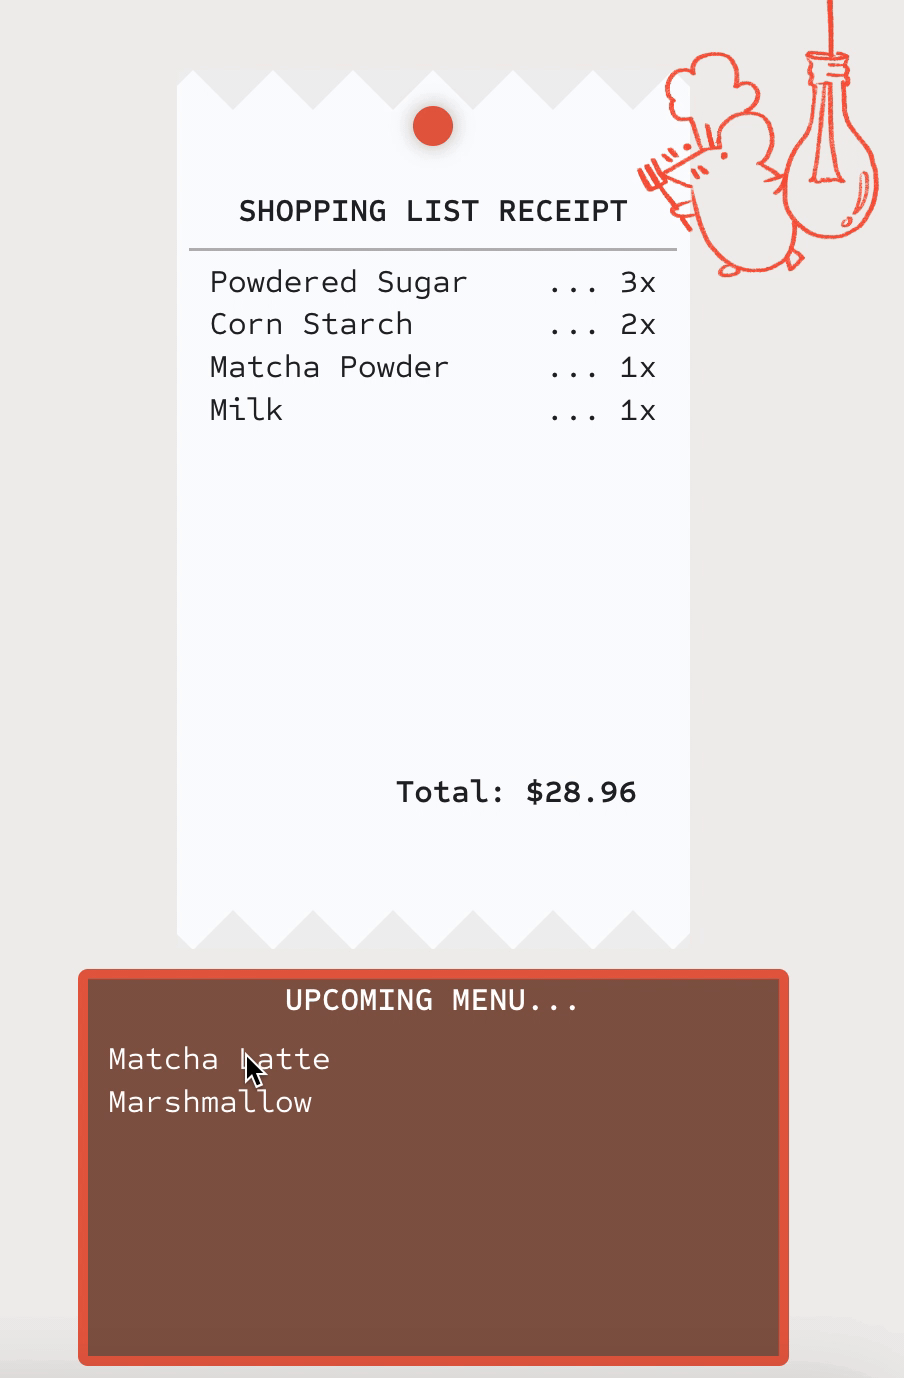 SHOPPING LIST RECEIPT
Powdered Sugar ... 3x
Corn Starch ... 2x
Matcha Powder ... 1x
Milk ... 1x
Total: $28.96
UPCOMING MENU...
Matcha Latte
Marshmallow